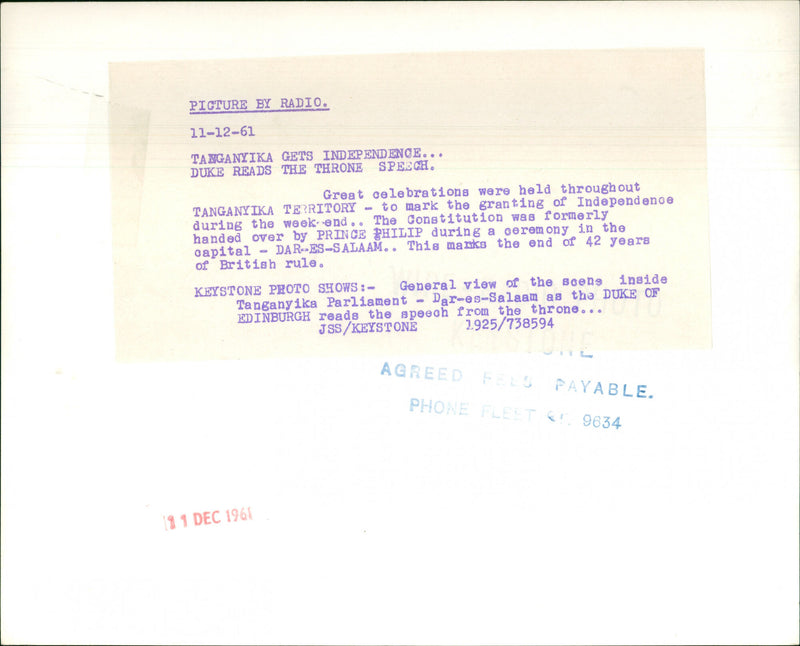 PICTURE BY RADIO.
11-12-61
TANGANYIKA GETS INDEPENDENCE...
DUKE READS THE THRONE SPEECH.
Great celebrations were held throughout
TANGANYIKA TERRITORY - to mark the granting of Independence
during the week-end.. The Constitution was formerly
handed over by PRINCE PHILIP during a ceremony in the
capital - DAR-ES-SALAAM.. This marks the end of 42 years
of British rule.
KEYSTONE PHOTO SHOWS:- General view of the scene inside
Tanganyika Parliament - Dar-es-Salaam as the DUKE OF
EDINBURGH reads the speech from the throne...
JSS/KEYSTONE 1925/738594
KEYSTONE
AGREED FEES PAYABLE.
PHONE FLEET ST. 9634
11 DEC 1961